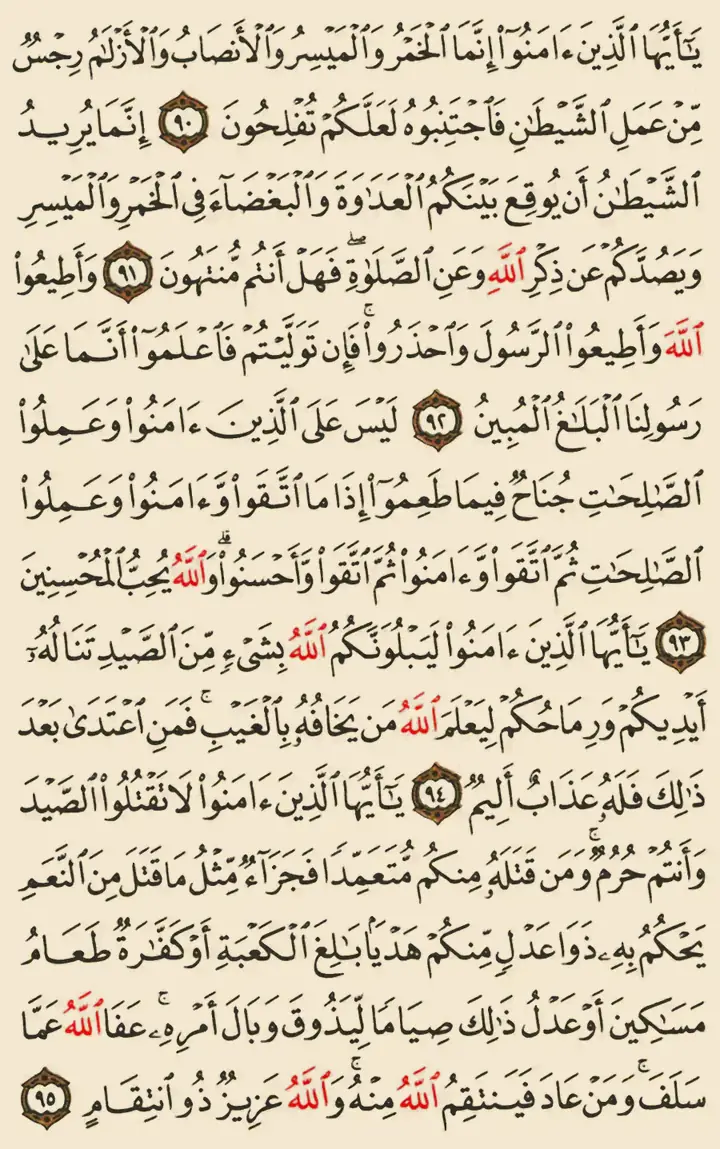 يَـٰٓأَيُّهَا ٱلَّذِينَ ءَامَنُوٓا۟ إِنَّمَا ٱلْخَمْرُ وَٱلْمَيْسِرُ وَٱلْأَنصَابُ وَٱلْأَزْلَـٰمُ رِجْسٌ
مِّنْ عَمَلِ ٱلشَّيْطَـٰنِ فَٱجْتَنِبُوهُ لَعَلَّكُمْ تُفْلِحُونَ ٩٠ إِنَّمَا يُرِيدُ
ٱلشَّيْطَـٰنُ أَن يُوقِعَ بَيْنَكُمُ ٱلْعَدَٰوَةَ وَٱلْبَغْضَآءَ فِى ٱلْخَمْرِ وَٱلْمَيْسِرِ
وَيَصُدَّكُمْ عَن ذِكْرِ ٱللَّهِ وَعَنِ ٱلصَّلَوٰةِ ۖ فَهَلْ أَنتُم مُّنتَهُونَ ٩١ وَأَطِيعُوا۟
ٱللَّهَ وَأَطِيعُوا۟ ٱلرَّسُولَ وَٱحْذَرُوا۟ ۚ فَإِن تَوَلَّيْتُمْ فَٱعْلَمُوٓا۟ أَنَّمَا عَلَىٰ
رَسُولِنَا ٱلْبَلَـٰغُ ٱلْمُبِينُ ٩٢ لَيْسَ عَلَى ٱلَّذِينَ ءَامَنُوا۟ وَعَمِلُوا۟
ٱلصَّـٰلِحَـٰتِ جُنَاحٌ فِيمَا طَعِمُوٓا۟ إِذَا مَا ٱتَّقَوا۟ وَّءَامَنُوا۟ وَعَمِلُوا۟
ٱلصَّـٰلِحَـٰتِ ثُمَّ ٱتَّقَوا۟ وَّءَامَنُوا۟ ثُمَّ ٱتَّقَوا۟ وَّأَحْسَنُوا۟ ۗ وَٱللَّهُ يُحِبُّ ٱلْمُحْسِنِينَ
٩٣ يَـٰٓأَيُّهَا ٱلَّذِينَ ءَامَنُوا۟ لَيَبْلُوَنَّكُمُ ٱللَّهُ بِشَىْءٍ مِّنَ ٱلصَّيْدِ تَنَالُهُۥٓ
أَيْدِيكُمْ وَرِمَاحُكُمْ لِيَعْلَمَ ٱللَّهُ مَن يَخَافُهُۥ بِٱلْغَيْبِ ۚ فَمَنِ ٱعْتَدَىٰ بَعْدَ
ذَٰلِكَ فَلَهُۥ عَذَابٌ أَلِيمٌ ٩٤ يَـٰٓأَيُّهَا ٱلَّذِينَ ءَامَنُوا۟ لَا تَقْتُلُوا۟ ٱلصَّيْدَ
وَأَنتُمْ حُرُمٌ ۚ وَمَن قَتَلَهُۥ مِنكُم مُّتَعَمِّدًا فَجَزَآءٌ مِّثْلُ مَا قَتَلَ مِنَ ٱلنَّعَمِ
يَحْكُمُ بِهِۦ ذَوَا عَدْلٍ مِّنكُمْ هَدْيًۢا بَـٰلِغَ ٱلْكَعْبَةِ أَوْ كَفَّـٰرَةٌ طَعَامُ
مَسَـٰكِينَ أَوْ عَدْلُ ذَٰلِكَ صِيَامًا لِّيَذُوقَ وَبَالَ أَمْرِهِۦ ۗ عَفَا ٱللَّهُ عَمَّا
سَلَفَ ۚ وَمَنْ عَادَ فَيَنتَقِمُ ٱللَّهُ مِنْهُ ۗ وَٱللَّهُ عَزِيزٌ ذُو ٱنتِقَامٍ ٩٥